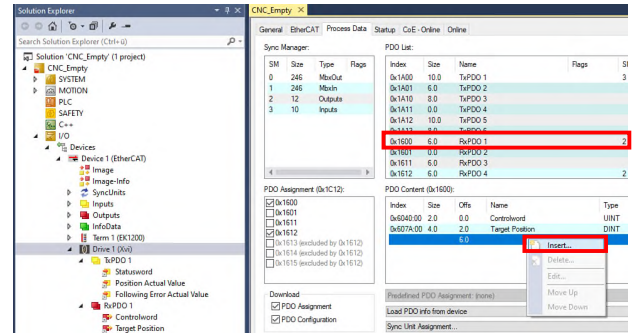 Solution Explorer
Search Solution Explorer (Ctrl+ü)
Solution 'CNC_Empty' (1 project)
CNC_Empty
SYSTEM
MOTION
PLC
SAFETY
C++
I/O
Devices
Device 1 (EtherCAT)
Image
Image-Info
SyncUnits
Inputs
Outputs
InfoData
Term 1 (EK1200)
Drive 1 (Xvi)
TxPDO 1
Statusword
Position Actual Value
Following Error Actual Value
RxPDO 1
Controlword
Target Position
CNC_Empty
General EtherCAT Process Data Startup CoE - Online Online
Sync Manager:
SM Size Type Flags
0 246 MbxOut
1 246 MbxIn
2 12 Outputs
3 10 Inputs
PDO List:
Index Size Name Flags
0x1A00 10.0 TxPDO 1 3
0x1A01 6.0 TxPDO 2
0x1A10 8.0 TxPDO 3
0x1A11 0.0 TxPDO 4
0x1A12 10.0 TxPDO 5
0x1600 6.0 RxPDO 1 2
0x1601 0.0 RxPDO 2
0x1611 6.0 RxPDO 3
0x1612 6.0 RxPDO 4 2
PDO Assignment (0x1C12):
0x1600
0x1601
0x1611
0x1612
0x1613 (excluded by 0x1612)
0x1614 (excluded by 0x1612)
0x1615 (excluded by 0x1612)
PDO Content (0x1600):
Index Size Offs Name Type
0x6040:00 2.0 0.0 Controlword UINT
0x607A:00 4.0 2.0 Target Position DINT
6.0
Insert...
Delete...
Edit...
Move Up
Move Down
Download
PDO Assignment
PDO Configuration
Predefined PDO Assignment: (none)
Load PDO info from device
Sync Unit Assignment...